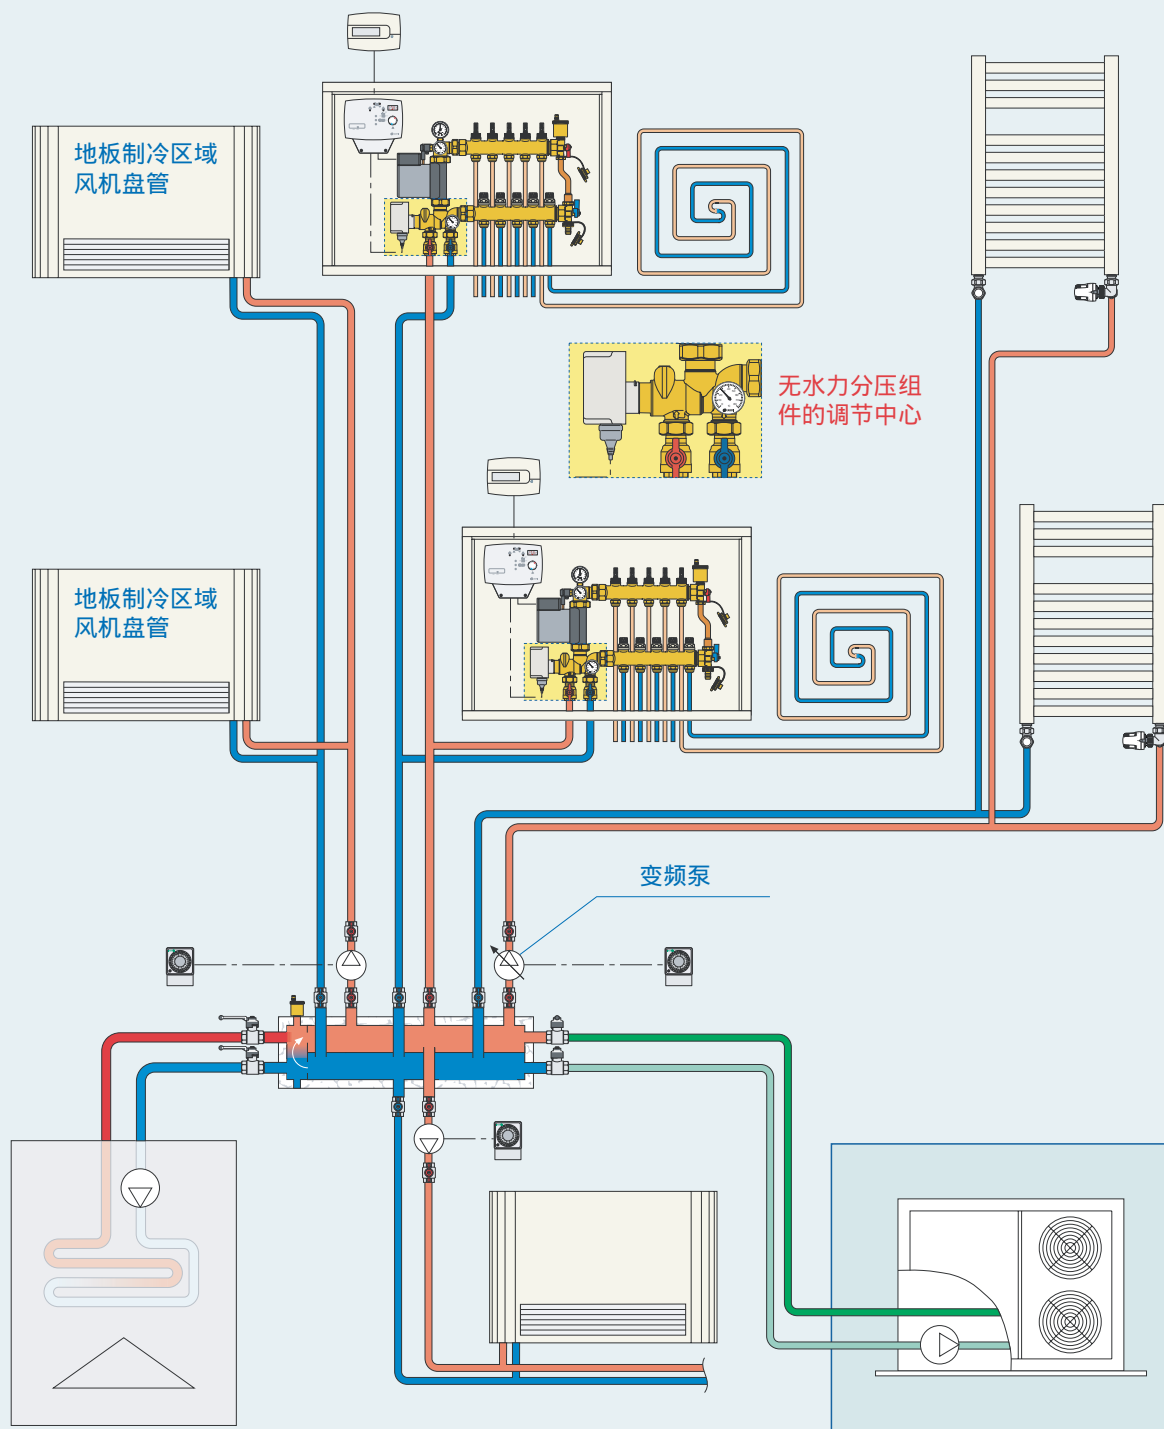 地板制冷区域
风机盘管
无水力分压组
件的调节中心
地板制冷区域
风机盘管
变频泵